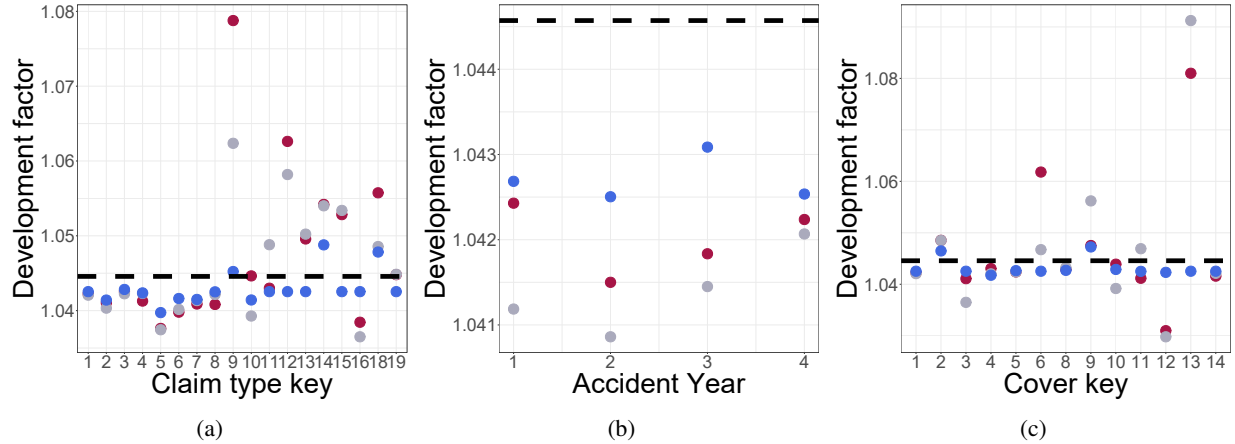 1.08
1.07
1.06
1.05
1.04
Development factor
1 2 3 4 5 6 7 8 9 10 11 12 13 14 15 16 18 19
Claim type key
(a)
1.044
1.043
1.042
1.041
Development factor
1 2 3 4
Accident Year
(b)
1.08
1.06
1.04
Development factor
1 2 3 4 5 6 8 9 10 11 12 13 14
Cover key
(c)